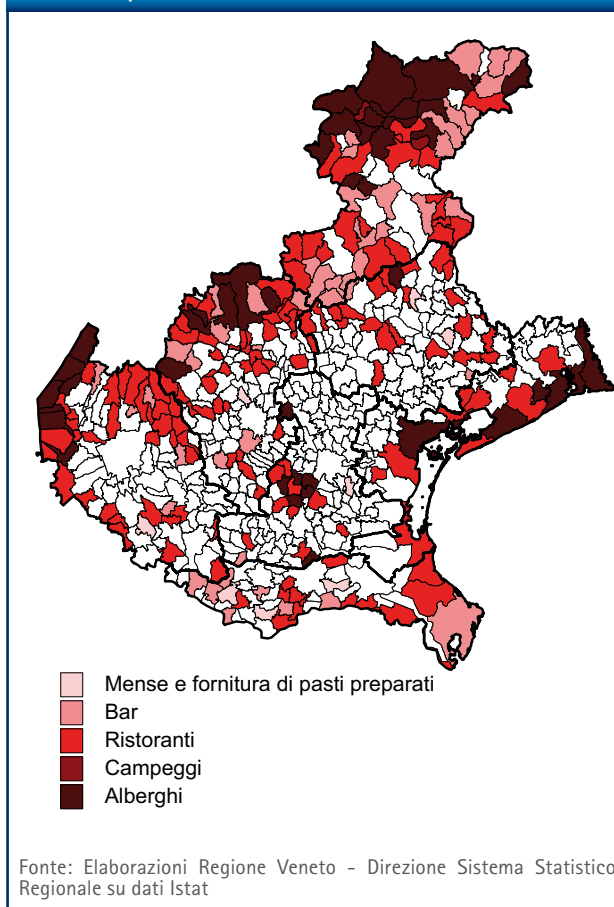 Mense e fornitura di pasti preparati
Bar
Ristoranti
Campeggi
Alberghi
Fonte: Elaborazioni Regione Veneto - Direzione Sistema Statistico
Regionale su dati Istat